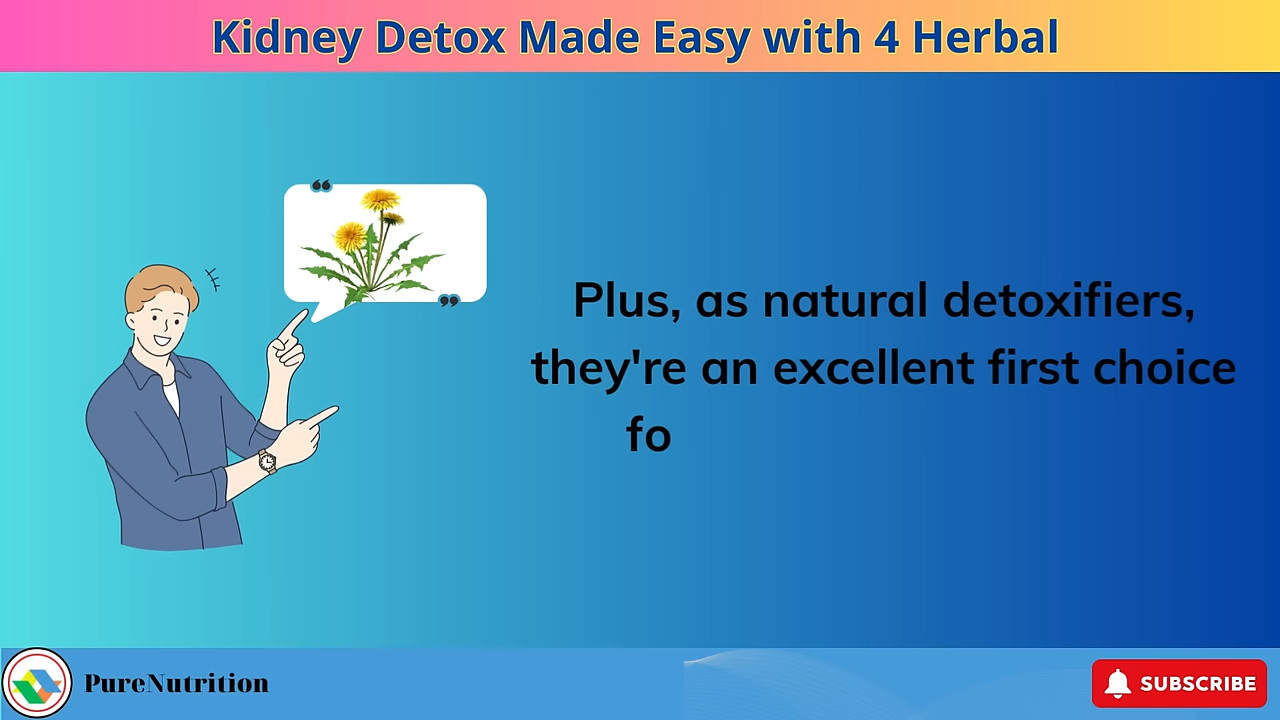 Kidney Detox Made Easy with 4 Herbal
❝
❞
Plus, as natural detoxifiers,
they're an excellent first choice
fo
PureNutrition
SUBSCRIBE